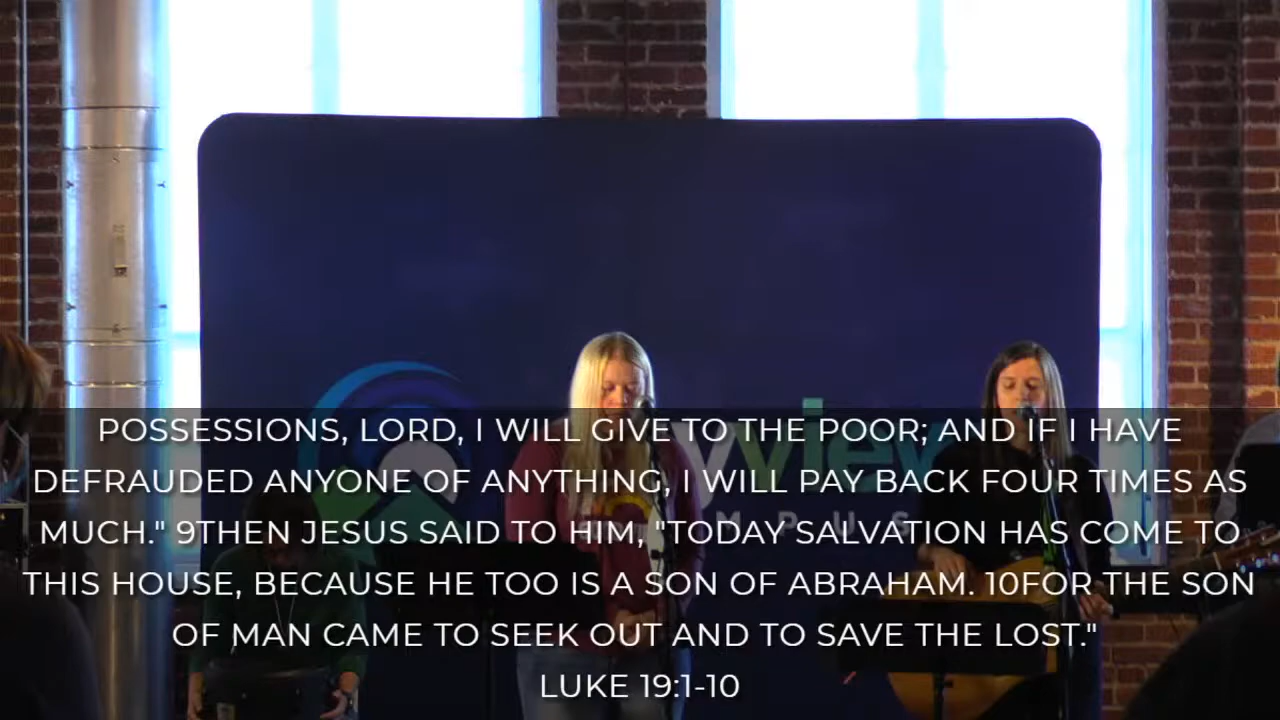 POSSESSIONS, LORD, I WILL GIVE TO THE POOR; AND IF I HAVE
DEFRAUDED ANYONE OF ANYTHING, I WILL PAY BACK FOUR TIMES AS
MUCH." 9THEN JESUS SAID TO HIM, "TODAY SALVATION HAS COME TO
THIS HOUSE, BECAUSE HE TOO IS A SON OF ABRAHAM. 10FOR THE SON
OF MAN CAME TO SEEK OUT AND TO SAVE THE LOST."
LUKE 19:1-10